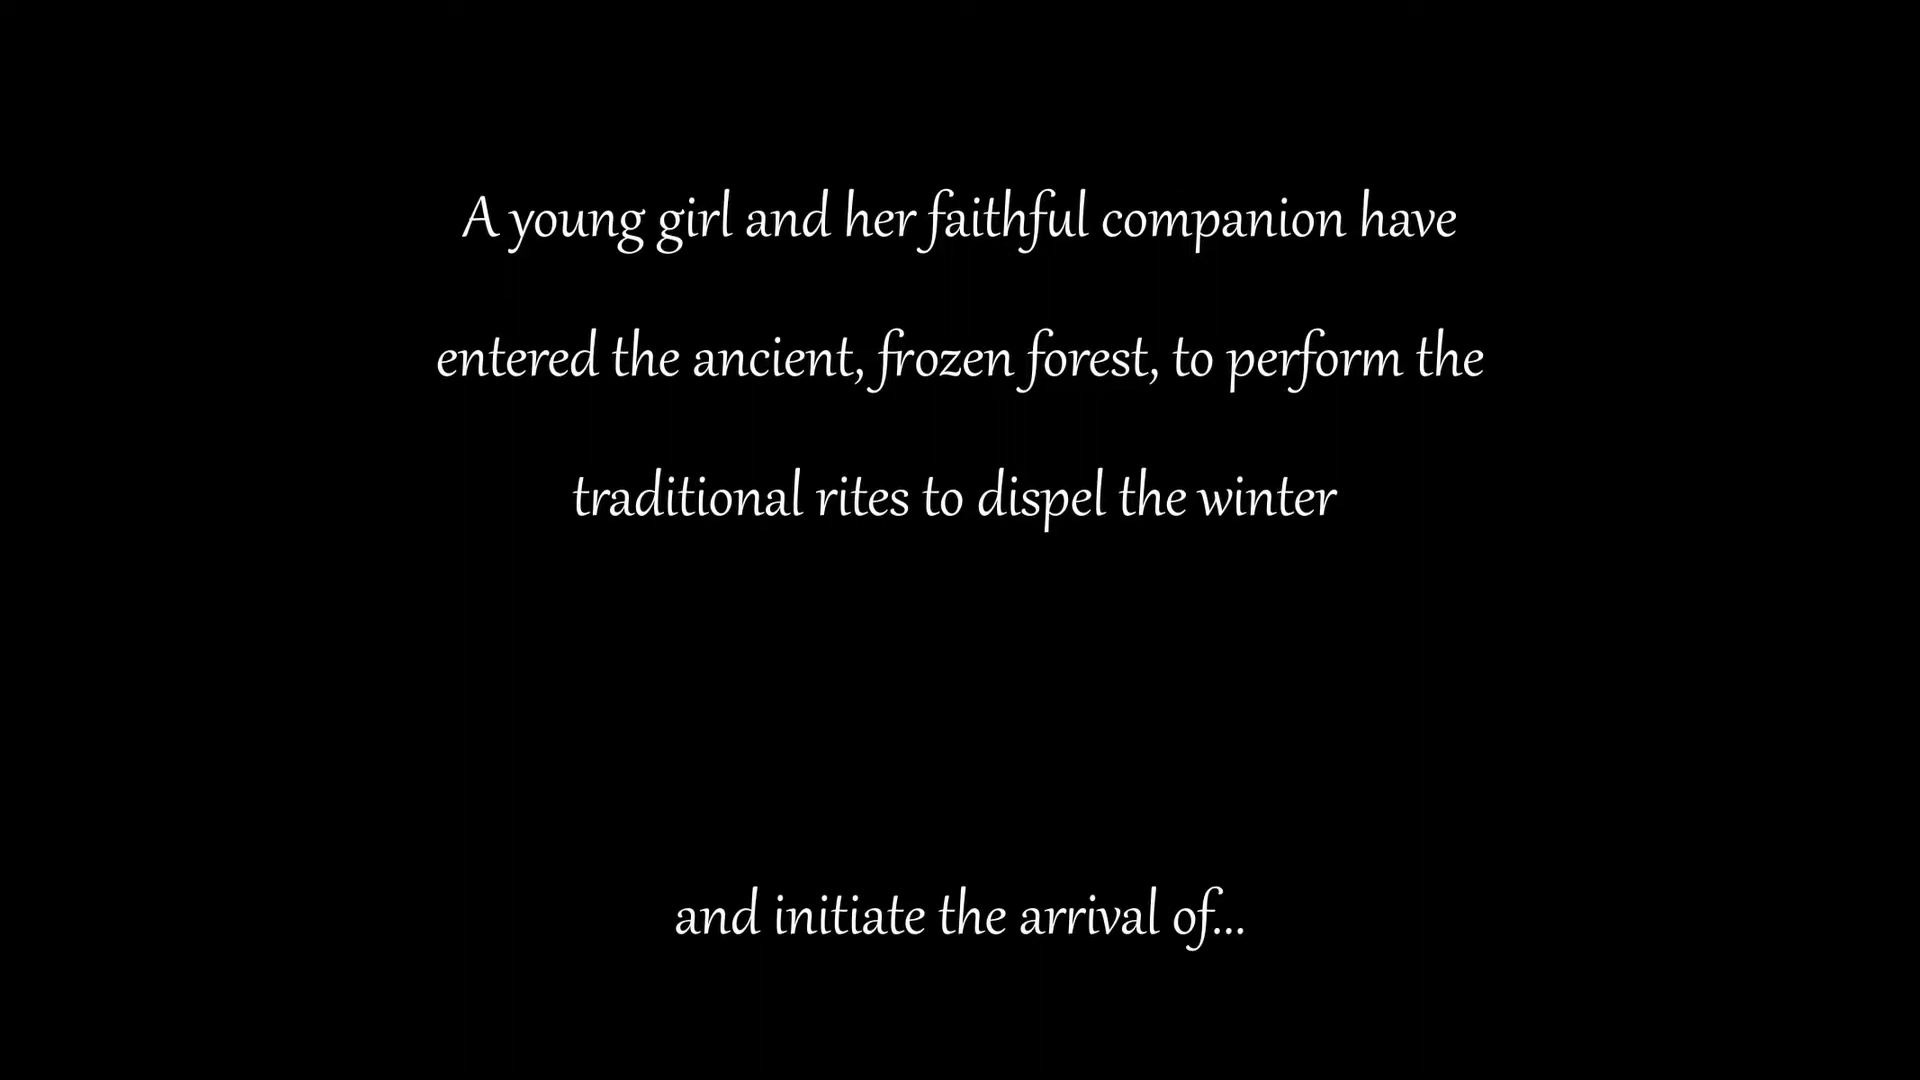 A young girl and her faithful companion have
entered the ancient, frozen forest, to perform the
traditional rites to dispel the winter
and initiate the arrival of...